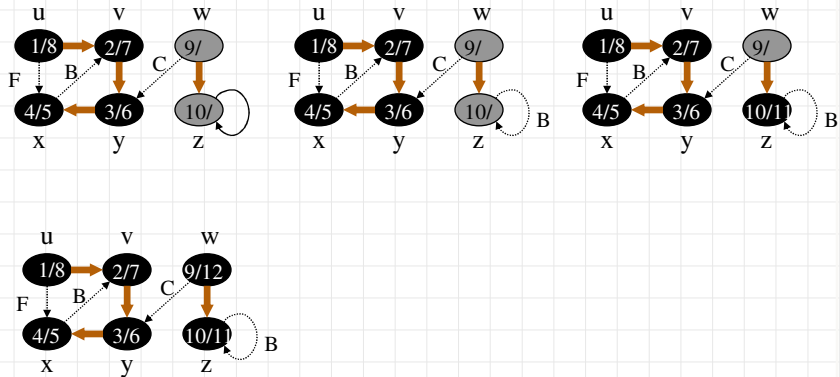 u v w u v w u v w
1/8 2/7 9/ 1/8 2/7 9/ 1/8 2/7 9/
F B C F B C F B C
4/5 3/6 10/ 4/5 3/6 10/ B 4/5 3/6 10/11 B
x y z x y z x y z
u v w
1/8 2/7 9/12
F B C
4/5 3/6 10/11 B
x y z